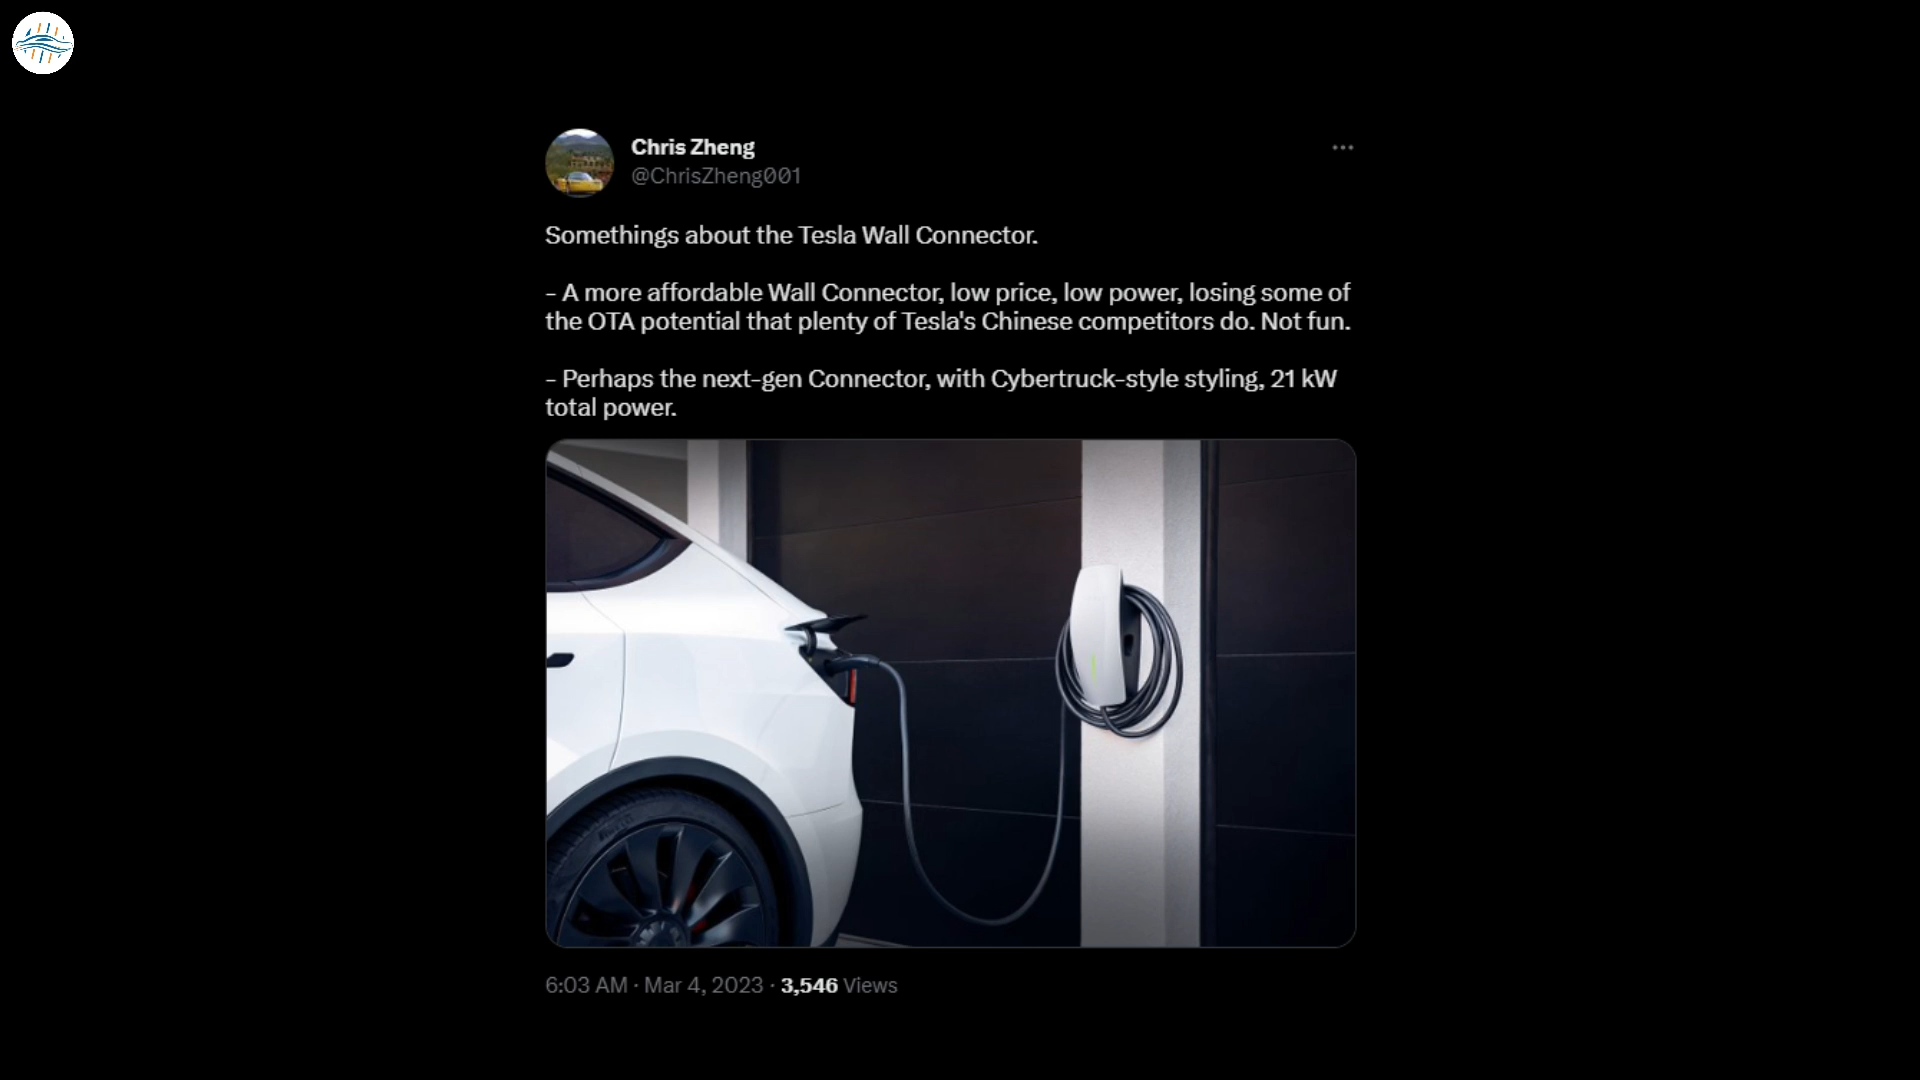 Chris Zheng
@ChrisZheng001
Somethings about the Tesla Wall Connector.
- A more affordable Wall Connector, low price, low power, losing some of
the OTA potential that plenty of Tesla's Chinese competitors do. Not fun.
- Perhaps the next-gen Connector, with Cybertruck-style styling, 21 kW
total power.
6:03 AM · Mar 4, 2023 · 3,546 Views